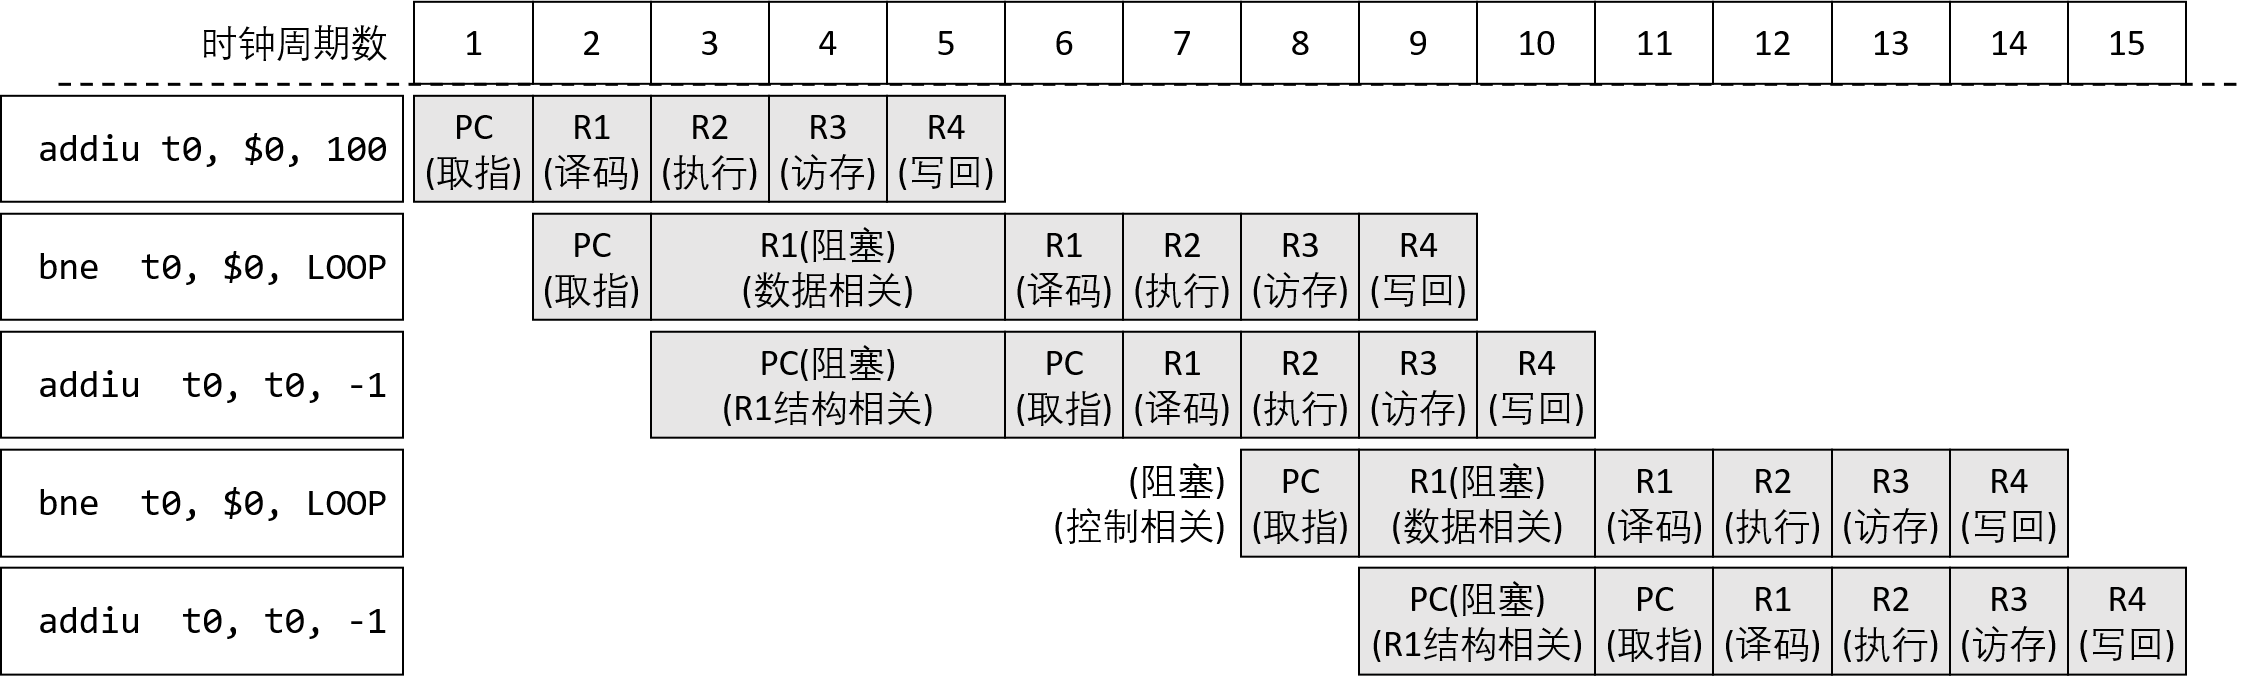 时钟周期数 1 2 3 4 5 6 7 8 9 10 11 12 13 14 15
addiu t0, $0, 100
PC R1 R2 R3 R4
(取指) (译码) (执行) (访存) (写回)
bne t0, $0, LOOP
PC R1(阻塞) R1 R2 R3 R4
(取指) (数据相关) (译码) (执行) (访存) (写回)
addiu t0, t0, -1
PC(阻塞) PC R1 R2 R3 R4
(R1结构相关) (取指) (译码) (执行) (访存) (写回)
bne t0, $0, LOOP
(阻塞) PC R1(阻塞) R1 R2 R3 R4
(控制相关) (取指) (数据相关) (译码) (执行) (访存) (写回)
addiu t0, t0, -1
PC(阻塞) PC R1 R2 R3 R4
(R1结构相关) (取指) (译码) (执行) (访存) (写回)